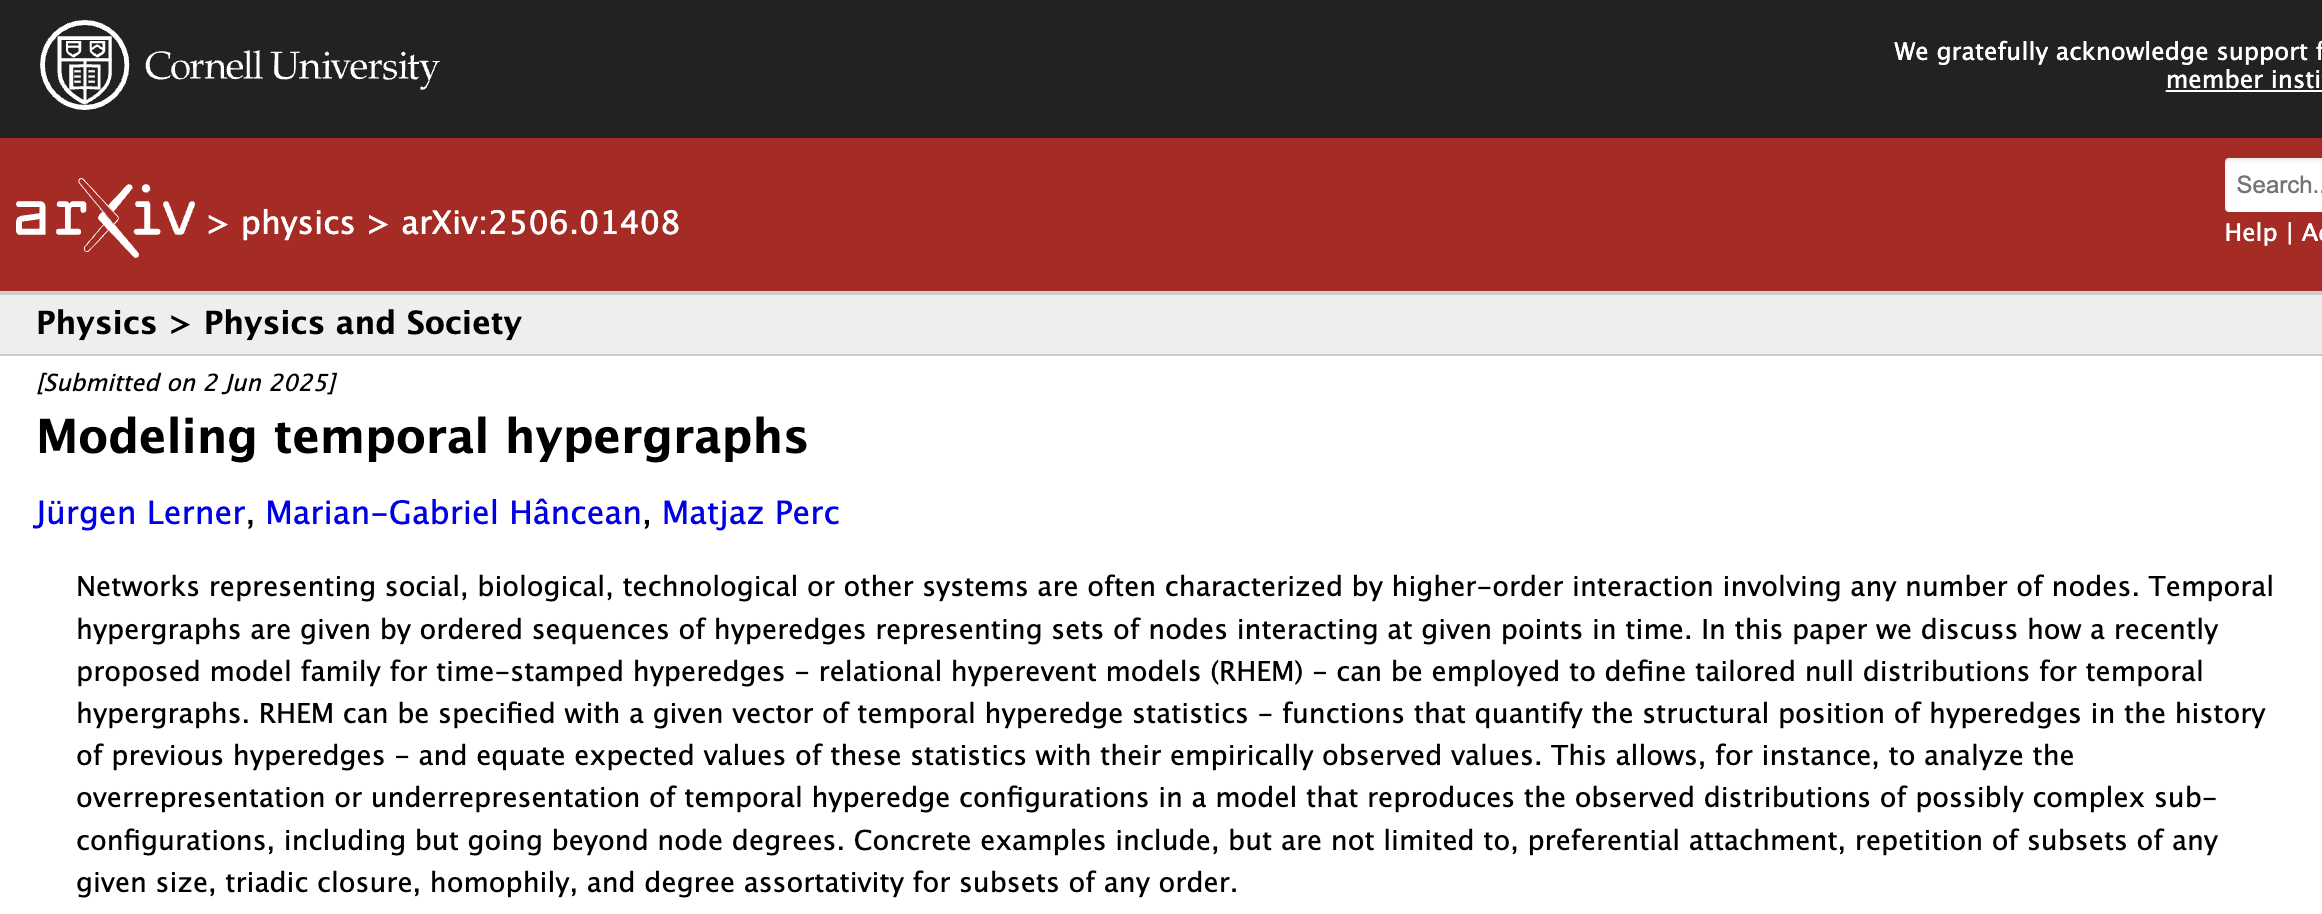 Cornell University
We gratefully acknowledge support
member
arXiv > physics > arXiv:2506.01408
Search..
Help |
Physics > Physics and Society
[Submitted on 2 Jun 2025]
Modeling temporal hypergraphs
Jürgen Lerner, Marian-Gabriel Hâncean, Matjaz Perc
Networks representing social, biological, technological or other systems are often characterized by higher-order interaction involving any number of nodes. Temporal
hypergraphs are given by ordered sequences of hyperedges representing sets of nodes interacting at given points in time. In this paper we discuss how a recently
proposed model family for time-stamped hyperedges - relational hyperevent models (RHEM) - can be employed to define tailored null distributions for temporal
hypergraphs. RHEM can be specified with a given vector of temporal hyperedge statistics - functions that quantify the structural position of hyperedges in the history
of previous hyperedges - and equate expected values of these statistics with their empirically observed values. This allows, for instance, to analyze the
overrepresentation or underrepresentation of temporal hyperedge configurations in a model that reproduces the observed distributions of possibly complex sub-
configurations, including but going beyond node degrees. Concrete examples include, but are not limited to, preferential attachment, repetition of subsets of any
given size, triadic closure, homophily, and degree assortativity for subsets of any order.